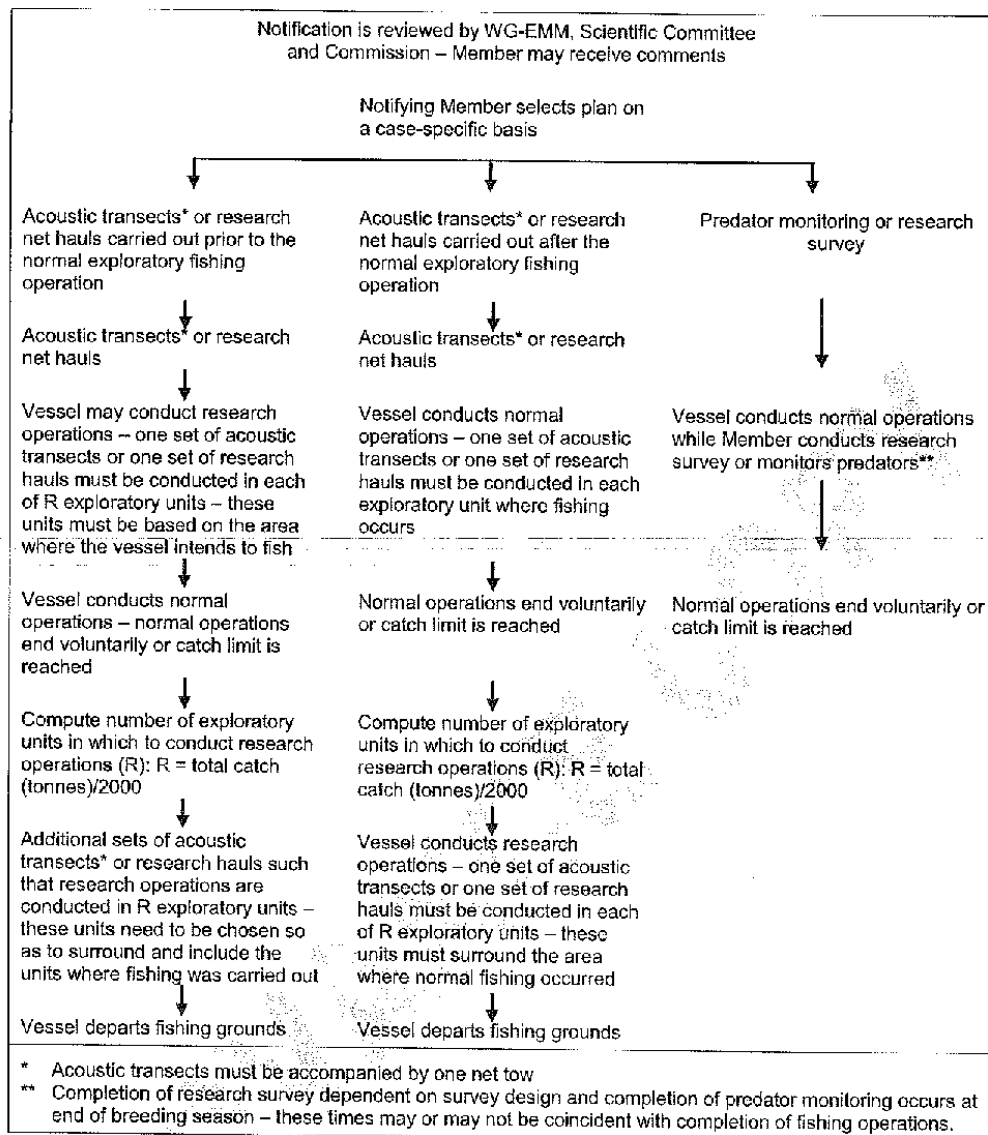 Notification is reviewed by WG-EMM, Scientific Committee
and Commission – Member may receive comments
Notifying Member selects plan on
a case-specific basis
Acoustic transects* or research
net hauls carried out prior to the
normal exploratory fishing
operation
Acoustic transects* or research
net hauls
Vessel may conduct research
operations – one set of acoustic
transects or one set of research
hauls must be conducted in each
of R exploratory units – these
units must be based on the area
where the vessel intends to fish
Vessel conducts normal
operations – normal operations
end voluntarily or catch limit is
reached
Compute number of exploratory
units in which to conduct research
operations (R): R = total catch
(tonnes)/2000
Additional sets of acoustic
transects* or research hauls such
that research operations are
conducted in R exploratory units –
these units need to be chosen so
as to surround and include the
units where fishing was carried out
Vessel departs fishing grounds
Acoustic transects* or research
net hauls carried out after the
normal exploratory fishing
operation
Acoustic transects* or research
net hauls
Vessel conducts normal
operations – one set of acoustic
transects or one set of research
hauls must be conducted in each
exploratory unit where fishing
occurs
Normal operations end voluntarily
or catch limit is reached
Compute number of exploratory
units in which to conduct
research operations (R): R = total
catch (tonnes)/2000
Vessel conducts research
operations – one set of acoustic
transects or one set of research
hauls must be conducted in each
of R exploratory units – these
units must surround the area
where normal fishing occurred
Vessel departs fishing grounds
Predator monitoring or research
survey
Vessel conducts normal operations
while Member conducts research
survey or monitors predators**
Normal operations end voluntarily or
catch limit is reached
* Acoustic transects must be accompanied by one net tow
** Completion of research survey dependent on survey design and completion of predator monitoring occurs at
end of breeding season – these times may or may not be coincident with completion of fishing operations.